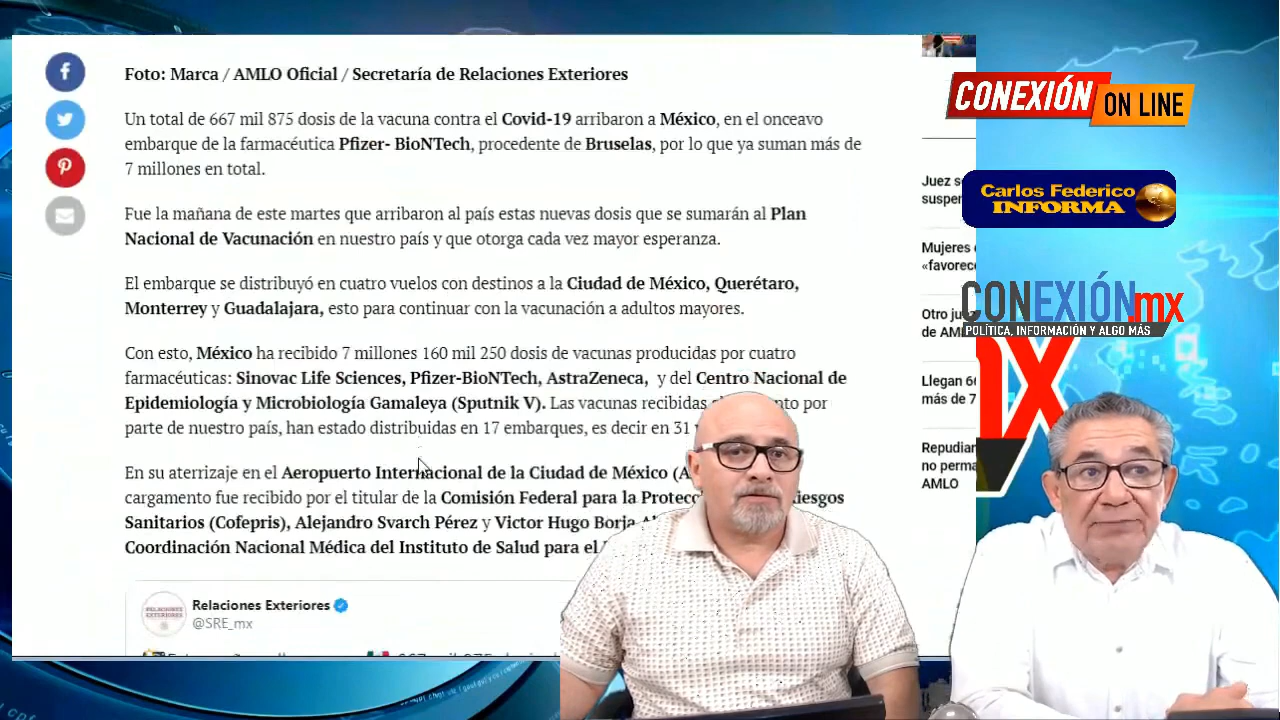 Foto: Marca / AMLO Oficial / Secretaría de Relaciones Exteriores
Un total de 667 mil 875 dosis de la vacuna contra el Covid-19 arribaron a México, en el onceavo
embarque de la farmacéutica Pfizer- BioNTech, procedente de Bruselas, por lo que ya suman más de
7 millones en total.
Fue la mañana de este martes que arribaron al país estas nuevas dosis que se sumarán al Plan
Nacional de Vacunación en nuestro país y que otorga cada vez mayor esperanza.
El embarque se distribuyó en cuatro vuelos con destinos a la Ciudad de México, Querétaro,
Monterrey y Guadalajara, esto para continuar con la vacunación a adultos mayores.
Con esto, México ha recibido 7 millones 160 mil 250 dosis de vacunas producidas por cuatro
farmacéuticas: Sinovac Life Sciences, Pfizer-BioNTech, AstraZeneca, y del Centro Nacional de
Epidemiología y Microbiología Gamaleya (Sputnik V). Las vacunas recibidas por
parte de nuestro país, han estado distribuidas en 17 embarques, es decir en 31
En su aterrizaje en el Aeropuerto Internacional de la Ciudad de México
cargamento fue recibido por el titular de la Comisión Federal para la
Sanitarios (Cofepris), Alejandro Svarch Pérez y Victor Hugo Borja
Coordinación Nacional Médica del Instituto de Salud para el
Relaciones Exteriores
@SRE_mx
CONEXIÓN ON LINE
Juez
Carlos Federico
INFORMA
Mujeres
CONEXIÓN.mx
POLÍTICA, INFORMACIÓN Y ALGO MÁS
Otro
Llegan
más de 7
Repudian
no perma
AMLO